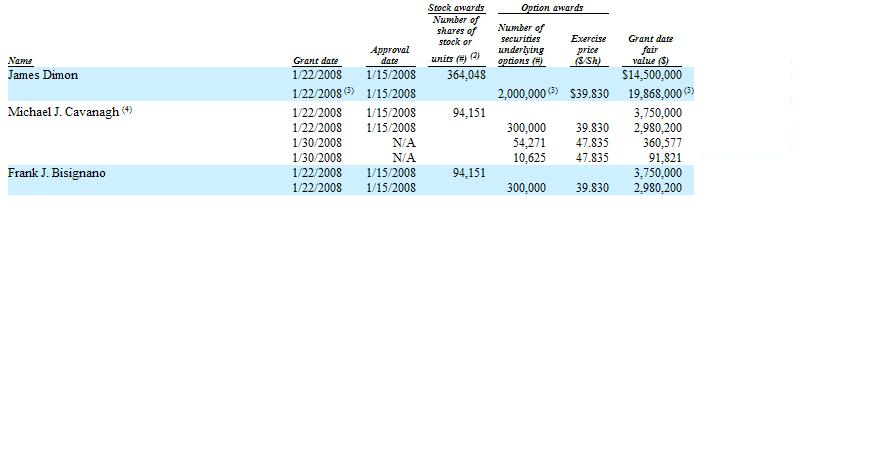 Stock awards Option awards
Number of
shares of Number of
stock or securities Exercise Grant date
Approval underlying price fair
Name Grant date date units (#) (2) options (#) ($/Sh) value ($)
James Dimon 1/22/2008 1/15/2008 364,048 $14,500,000
1/22/2008 (3) 1/15/2008 2,000,000 (3) $39.830 19,868,000 (3)
Michael J. Cavanagh (4) 1/22/2008 1/15/2008 94,151 3,750,000
1/22/2008 1/15/2008 300,000 39.830 2,980,200
1/30/2008 N/A 54,271 47.835 360,577
1/30/2008 N/A 10,625 47.835 91,821
Frank J. Bisignano 1/22/2008 1/15/2008 94,151 3,750,000
1/22/2008 1/15/2008 300,000 39.830 2,980,200